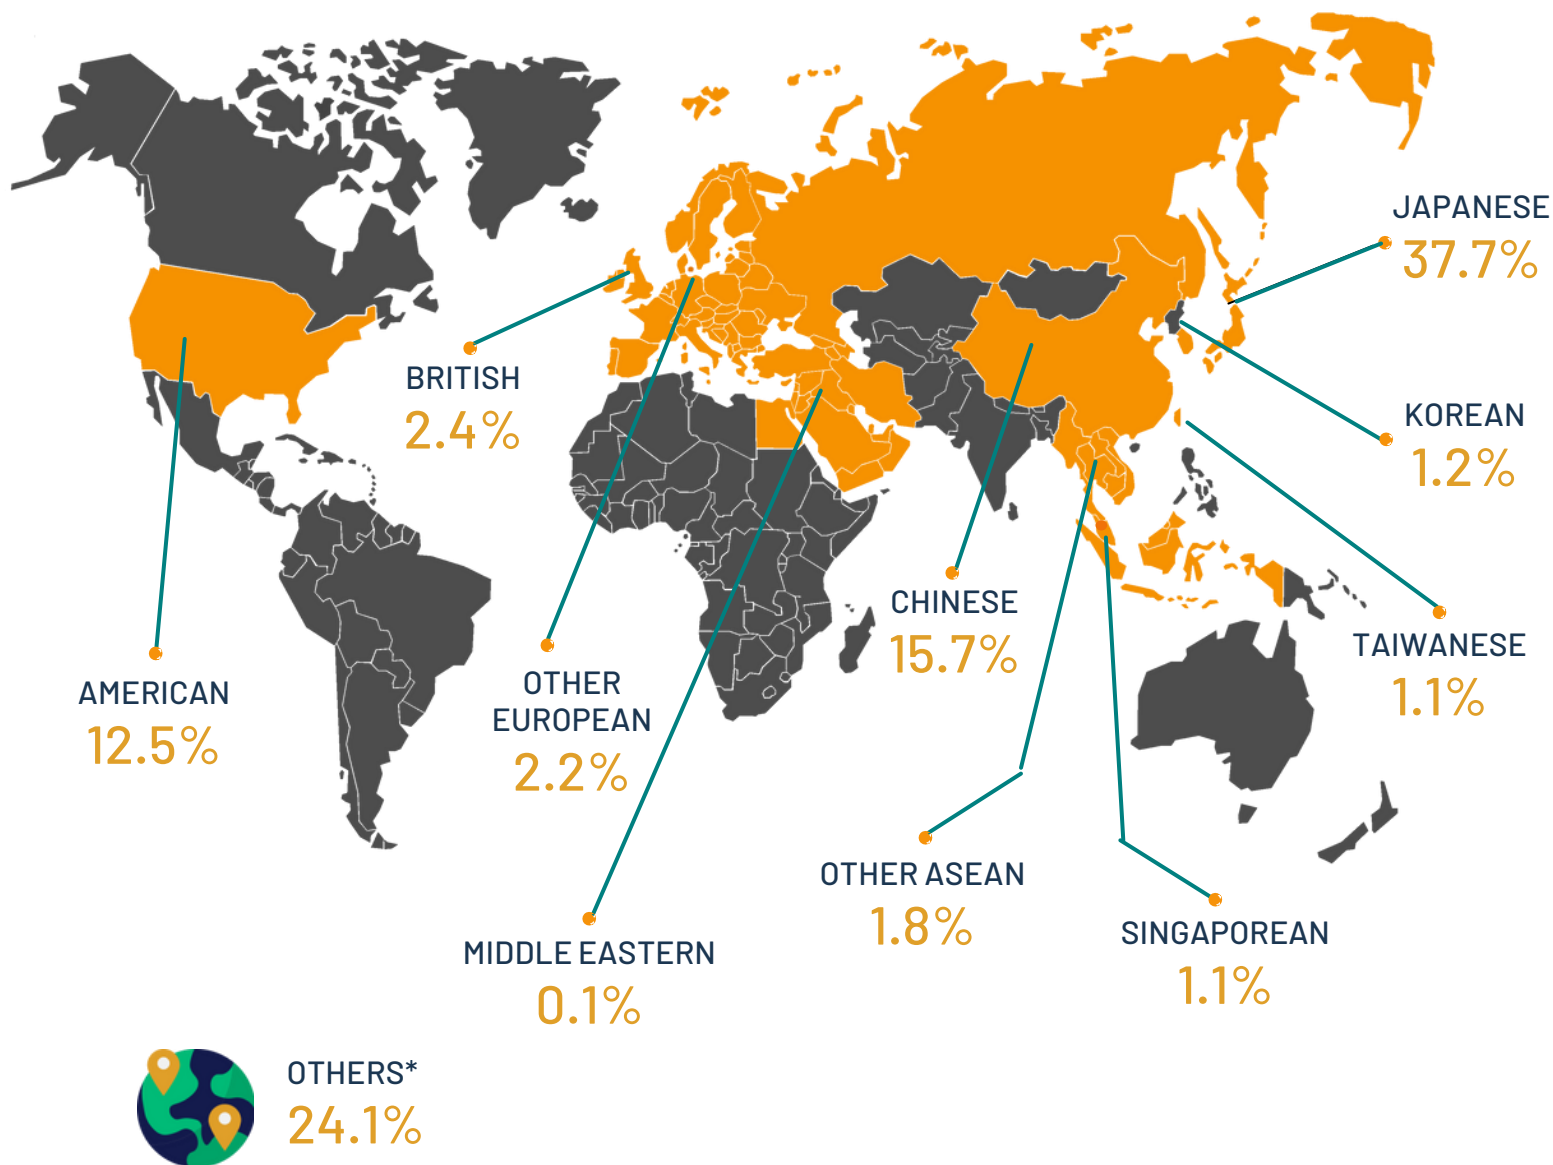 JAPANESE
37.7%
BRITISH
2.4%
KOREAN
1.2%
CHINESE
15.7%
TAIWANESE
1.1%
AMERICAN
12.5%
OTHER
EUROPEAN
2.2%
OTHER ASEAN
1.8%
SINGAPOREAN
1.1%
MIDDLE EASTERN
0.1%
OTHERS*
24.1%